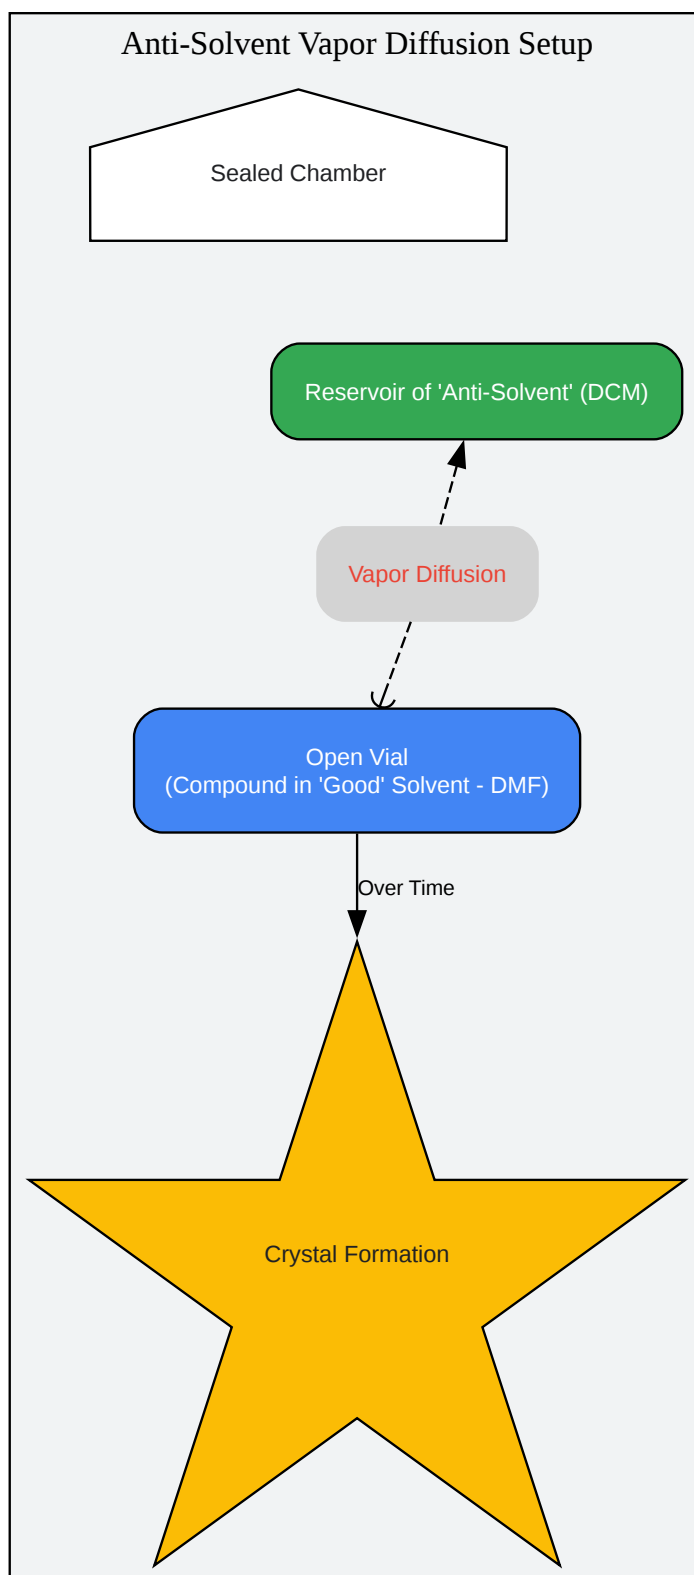 Anti-Solvent Vapor Diffusion Setup
Sealed Chamber
Reservoir of 'Anti-Solvent' (DCM)
Vapor Diffusion
Open Vial
(Compound in 'Good' Solvent - DMF)
Over Time
Crystal Formation